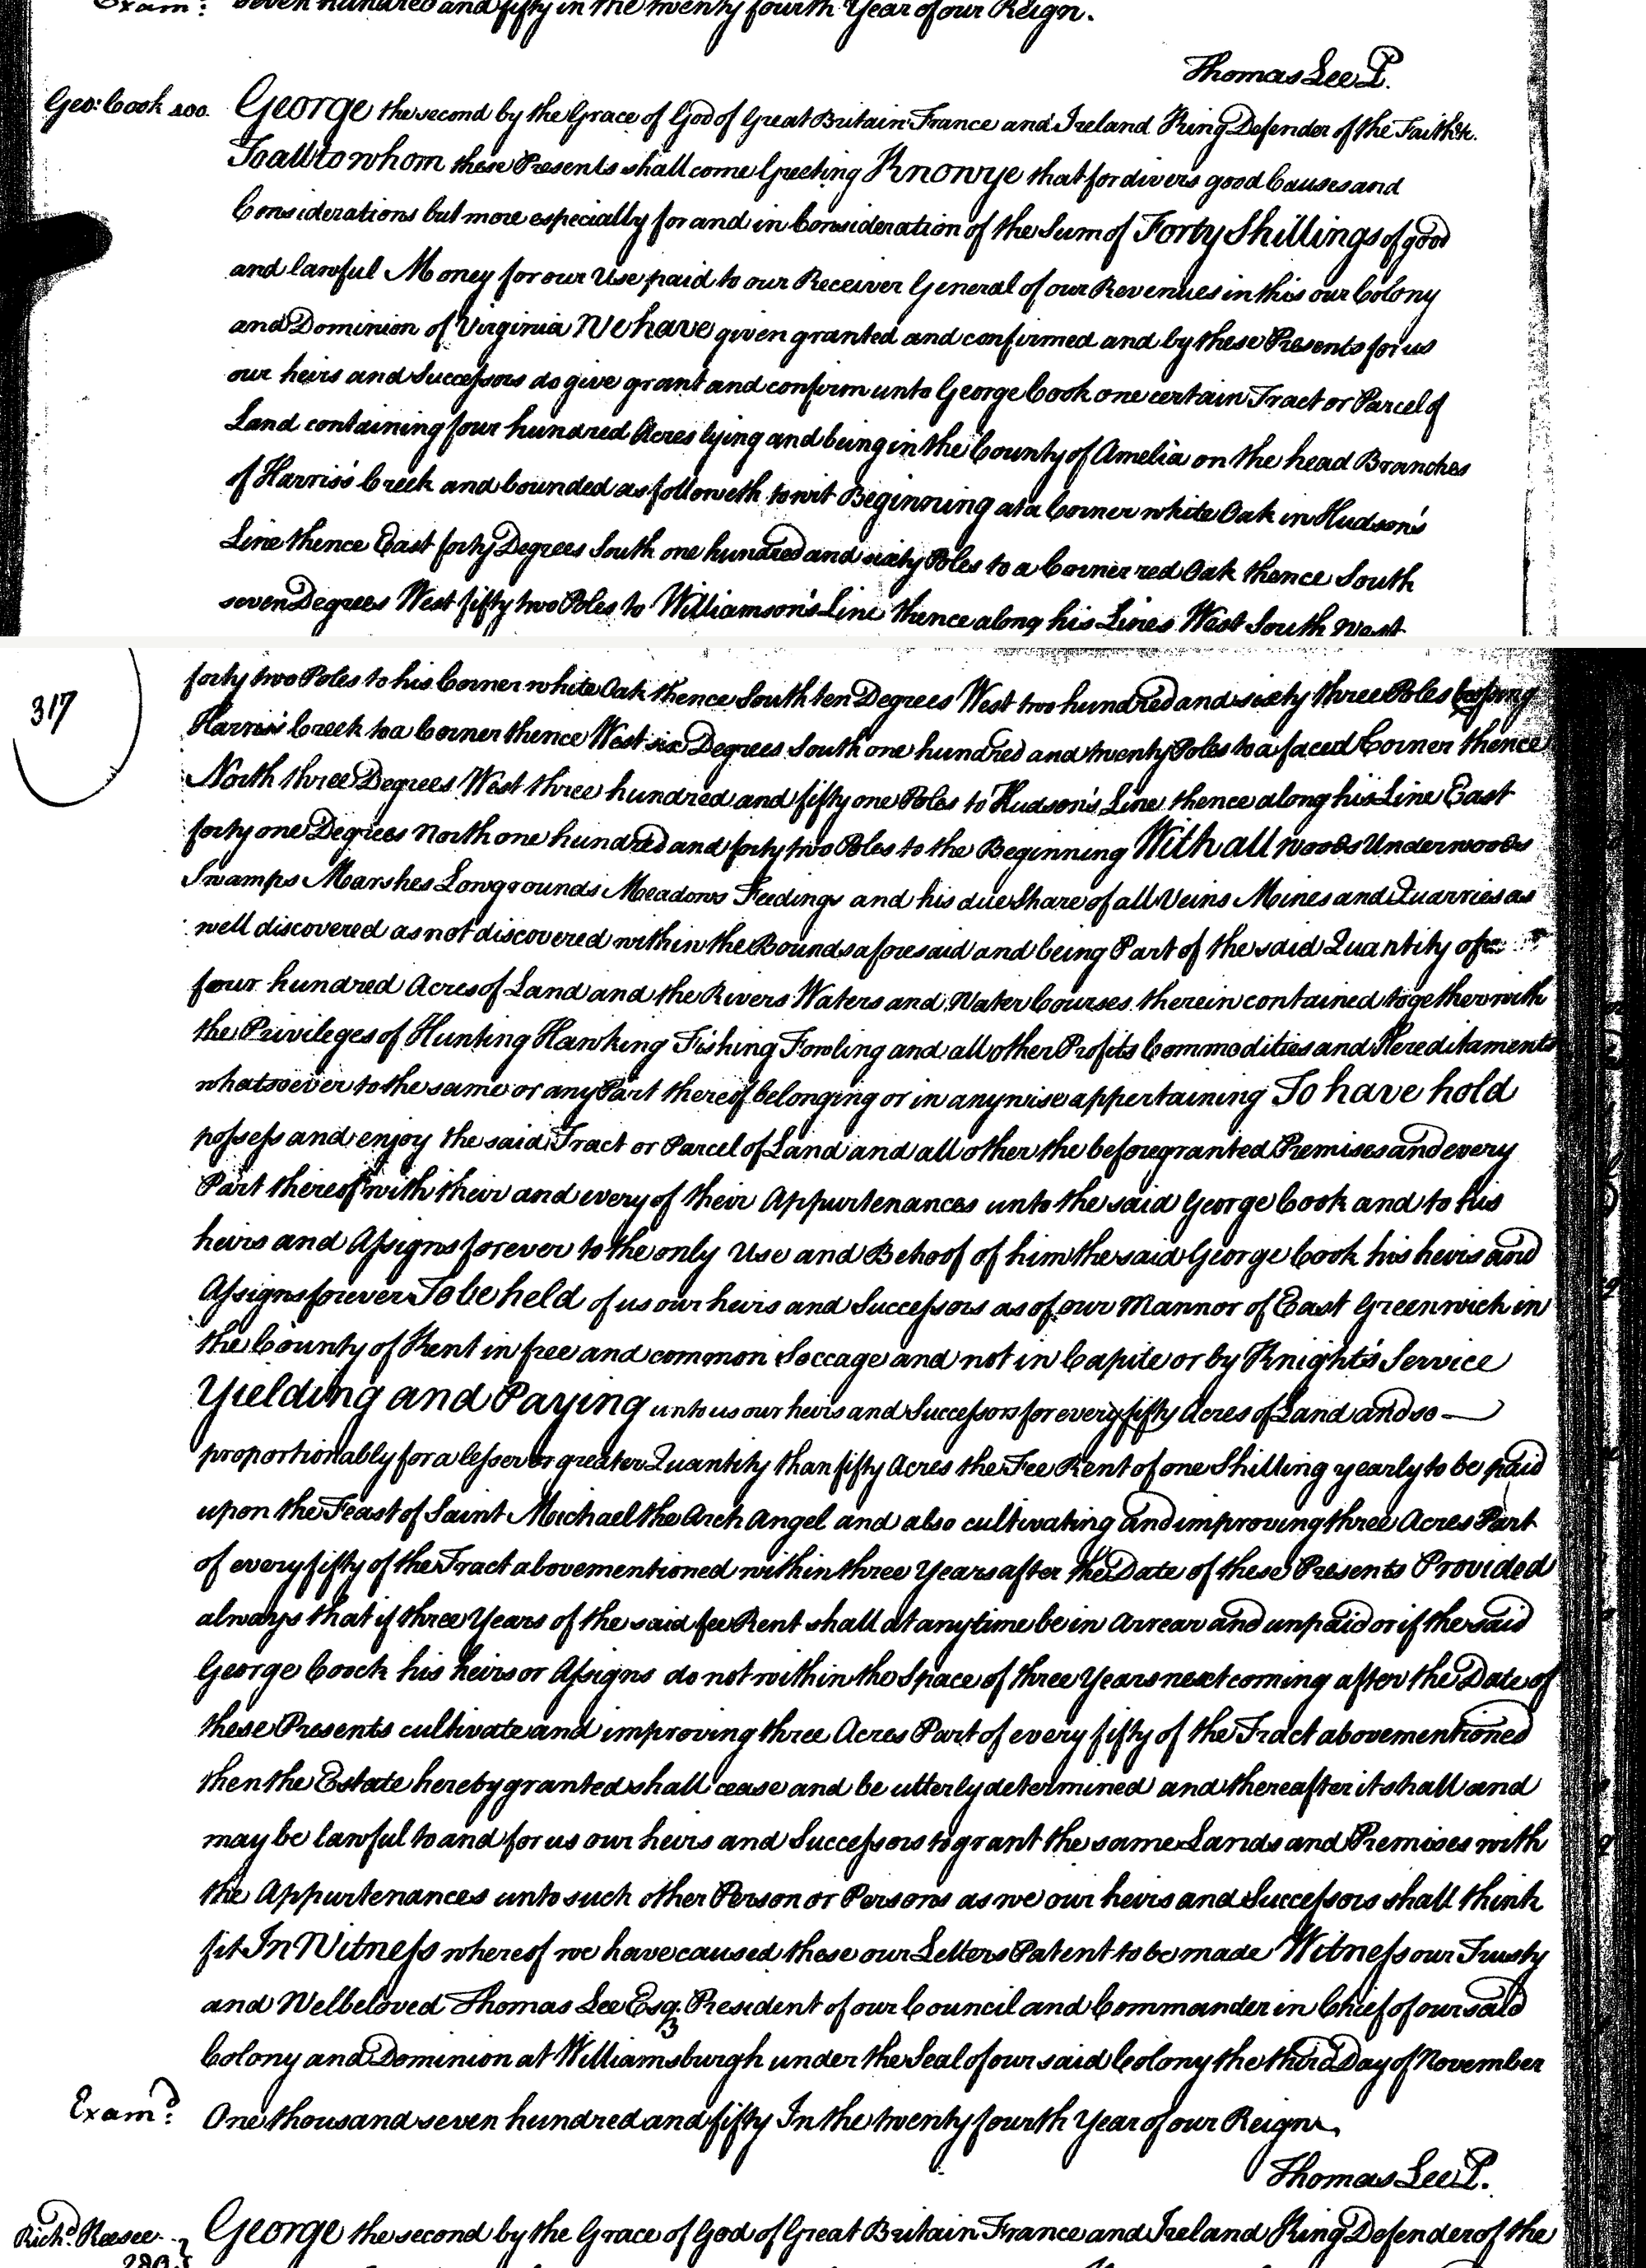 Exam: seven hundred and fifty in the twenty fourth Year of our Reign.
Thomas Lee P.
Geo: Cook 400. George the second by the Grace of God of Great Britain France and Ireland King Defender of the Faith &c.
To all to whom these Presents shall come Greeting Know ye that for divers good Causes and
Considerations but more especially for and in Consideration of the Sum of Forty Shillings of good
and lawful Money for our Use paid to our Receiver General of our Revenues in this our Colony
and Dominion of Virginia We have given granted and confirmed and by these Presents for us
our heirs and Successors do give grant and confirm unto George Cook one certain Tract or Parcel of
Land containing four hundred Acres lying and being in the County of Amelia on the head Branches
of Harris's Creek and bounded as followeth to wit Beginning at a Corner white Oak in Hudson's
Line thence East forty Degrees South one hundred and sixty Poles to a Corner red Oak thence South
seven Degrees West fifty two Poles to Williamson's Line thence along his Lines West South West
317
forty two Poles to his Corner white Oak thence South ten Degrees West two hundred and sixty three Poles crossing
Harris's Creek to a Corner thence West six Degrees South one hundred and twenty Poles to a faced Corner thence
North three Degrees West three hundred and fifty one Poles to Hudson's Line thence along his Line East
forty one Degrees North one hundred and forty two Poles to the Beginning With all woods Underwoods
Swamps Marshes Lowgrounds Meadows Feedings and his due Share of all Veins Mines and Quarries as
well discovered as not discovered within the Bounds aforesaid and being Part of the said Quantity of
four hundred Acres of Land and the Rivers Waters and Water Courses therein contained together with
the Privileges of Hunting Hawking Fishing Fowling and all other Profits Commodities and Hereditaments
whatsoever to the same or any Part thereof belonging or in any wise appertaining To have hold
possess and enjoy the said Tract or Parcel of Land and all other the before granted Premises and every
Part thereof with their and every of their Appurtenances unto the said George Cook and to his
heirs and Assigns forever to the only Use and Behoof of him the said George Cook his heirs and
Assigns forever To be held of us our heirs and Successors as of our Mannor of East Greenwich in
the County of Kent in free and common Soccage and not in Capite or by Knight's Service
Yielding and Paying unto us our heirs and Successors for every fifty Acres of Land and so
proportionably for a lesser or greater Quantity than fifty Acres the Fee Rent of one Shilling yearly to be paid
upon the Feast of Saint Michael the Arch Angel and also cultivating and improving three Acres Part
of every fifty of the Tract abovementioned within three Years after the Date of these Presents Provided
always that if three Years of the said fee Rent shall at any time be in Arrear and unpaid or if the said
George Coock his heirs or Assigns do not within the Space of three Years next coming after the Date of
these Presents cultivate and improving three Acres Part of every fifty of the Tract abovementioned
then the Estate hereby granted shall cease and be utterly determined and thereafter it shall and
may be lawful to and for us our heirs and Successors to grant the same Lands and Premises with
the Appurtenances unto such other Person or Persons as we our heirs and Successors shall think
fit In Witness whereof we have caused these our Letters Patent to be made Witness our Trusty
and Welbeloved Thomas Lee Esq President of our Council and Commander in Chief of our said
Colony and Dominion at Williamsburgh under the Seal of our said Colony the third Day of November
Examd: One thousand seven hundred and fifty In the twenty fourth Year of our Reign.
Thomas Lee P.
Richd. Reesee George the second by the Grace of God of Great Britain France and Ireland King Defender of the